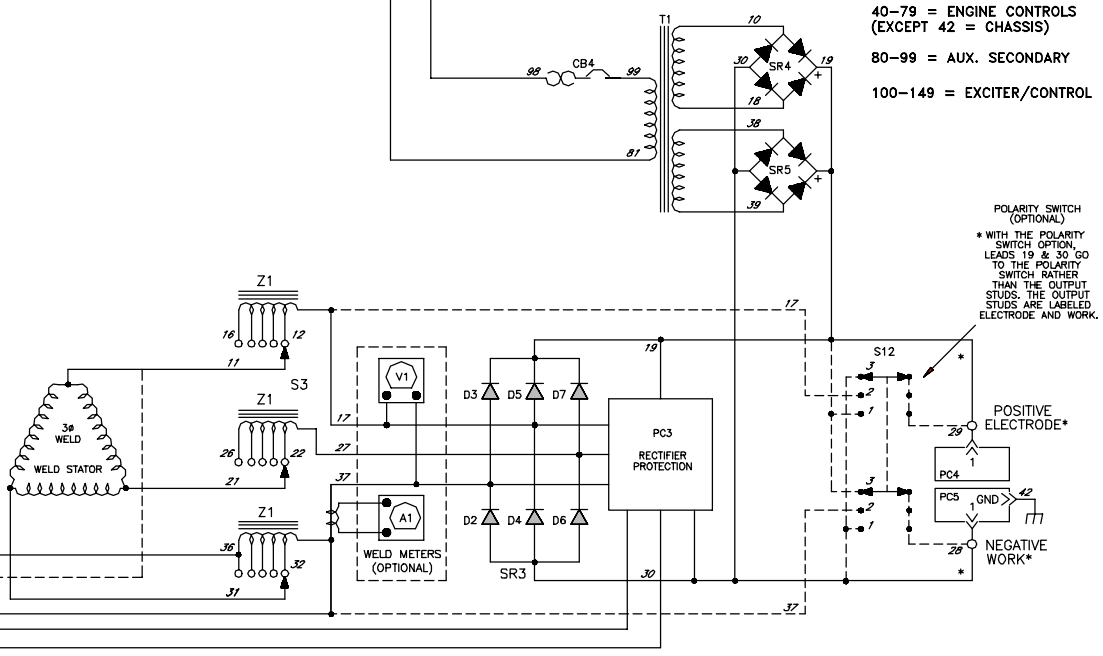 40-79 = ENGINE CONTROLS
(EXCEPT 42 = CHASSIS)
80-99 = AUX. SECONDARY
100-149 = EXCITER/CONTROL
T1
10
98
CB4
99
30
SR4
19
+
18
38
81
SR5
+
39
POLARITY SWITCH
(OPTIONAL)
* WITH THE POLARITY
SWITCH OPTION,
LEADS 19 & 30 GO
TO THE POLARITY
SWITCH RATHER
THAN THE OUTPUT
STUDS. THE OUTPUT
STUDS ARE LABELED
ELECTRODE AND WORK.
Z1
17
16
12
19
S12
*
11
S3
V1
3
D3
D5
D7
2
Z1
17
1
POSITIVE
ELECTRODE*
3ø
WELD
PC3
29
26
22
27
RECTIFIER
PROTECTION
1
WELD STATOR
PC4
21
37
3
PC5
1
GND
42
Z1
A1
D2
D4
D6
2
36
1
WELD METERS
(OPTIONAL)
28
NEGATIVE
WORK*
32
SR3
30
*
31
37